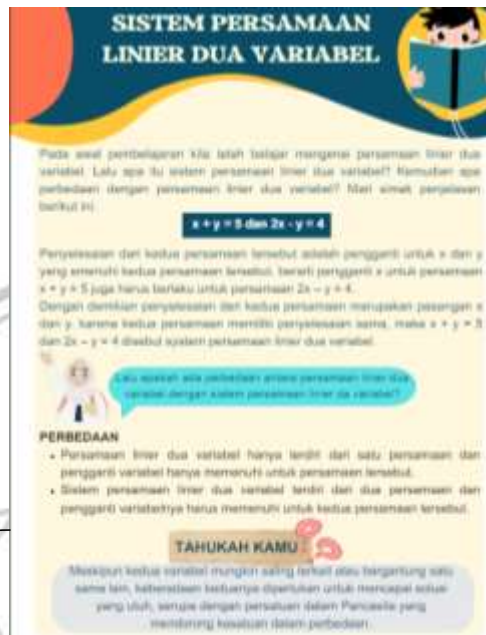 SISTEM PERSAMAAN
LINIER DUA VARIABEL
Pada awal pembelajaran kita telah belajar mengenai persamaan linier dua
variabel. Lalu apa itu sistem persamaan linier dua variabel? Kemudian apa
perbedaan dengan persamaan linier dua variabel? Mari simak penjelasan
berikut ini.
x + y = 5 dan 2x - y = 4
Penyelesaian dari kedua persamaan tersebut adalah pengganti untuk x dan y
yang memenuhi kedua persamaan tersebut, berarti pengganti x untuk persamaan
x + y = 5 juga harus berlaku untuk persamaan 2x – y = 4.
Dengan demikian penyelesaian dari kedua persamaan merupakan pasangan x
dan y. karena kedua persamaan memiliki penyelesaian sama, maka x + y = 5
dan 2x – y = 4 disebut system persamaan linier dua variabel.
Lalu apakah ada perbedaan antara persamaan linier dua
variabel dengan sistem persamaan linier da variabel?
PERBEDAAN
• Persamaan linier dua variabel hanya terdiri dari satu persamaan dan
pengganti variabel hanya memenuhi untuk persamaan tersebut.
• Sistem persamaan linier dua variabel terdiri dari dua persamaan dan
pengganti variabelnya harus memenuhi untuk kedua persamaan tersebut.
TAHUKAH KAMU
Meskipun kedua variabel mungkin saling terkait atau bergantung satu
sama lain, keberadaan keduanya diperlukan untuk mencapai solusi
yang utuh, serupa dengan persatuan dalam Pancasila yang
mendorong kesatuan dalam perbedaan.